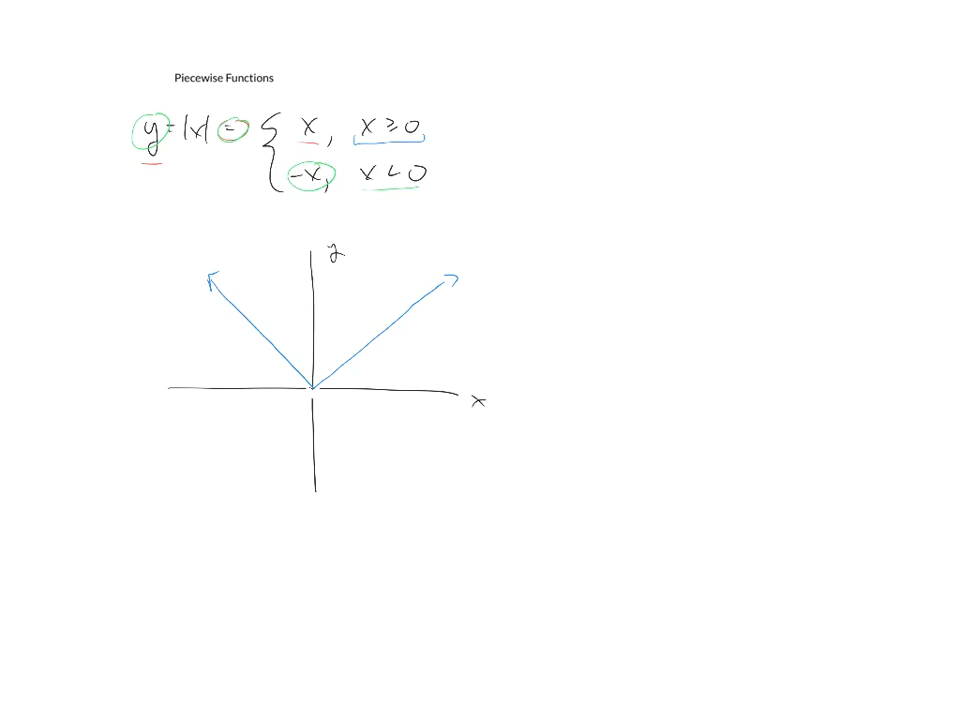 Piecewise Functions
y = |x| = { x, x ≥ 0
-x, x < 0
y
x